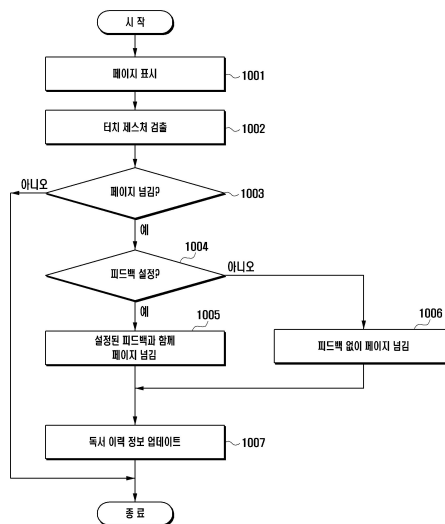 시 작
페이지 표시
1001
터치 제스처 검출
1002
아니오
페이지 넘김?
1003
예
1004
피드백 설정?
아니오
예
1005
설정된 피드백과 함께
페이지 넘김
1006
피드백 없이 페이지 넘김
독서 이력 정보 업데이트
1007
종 료